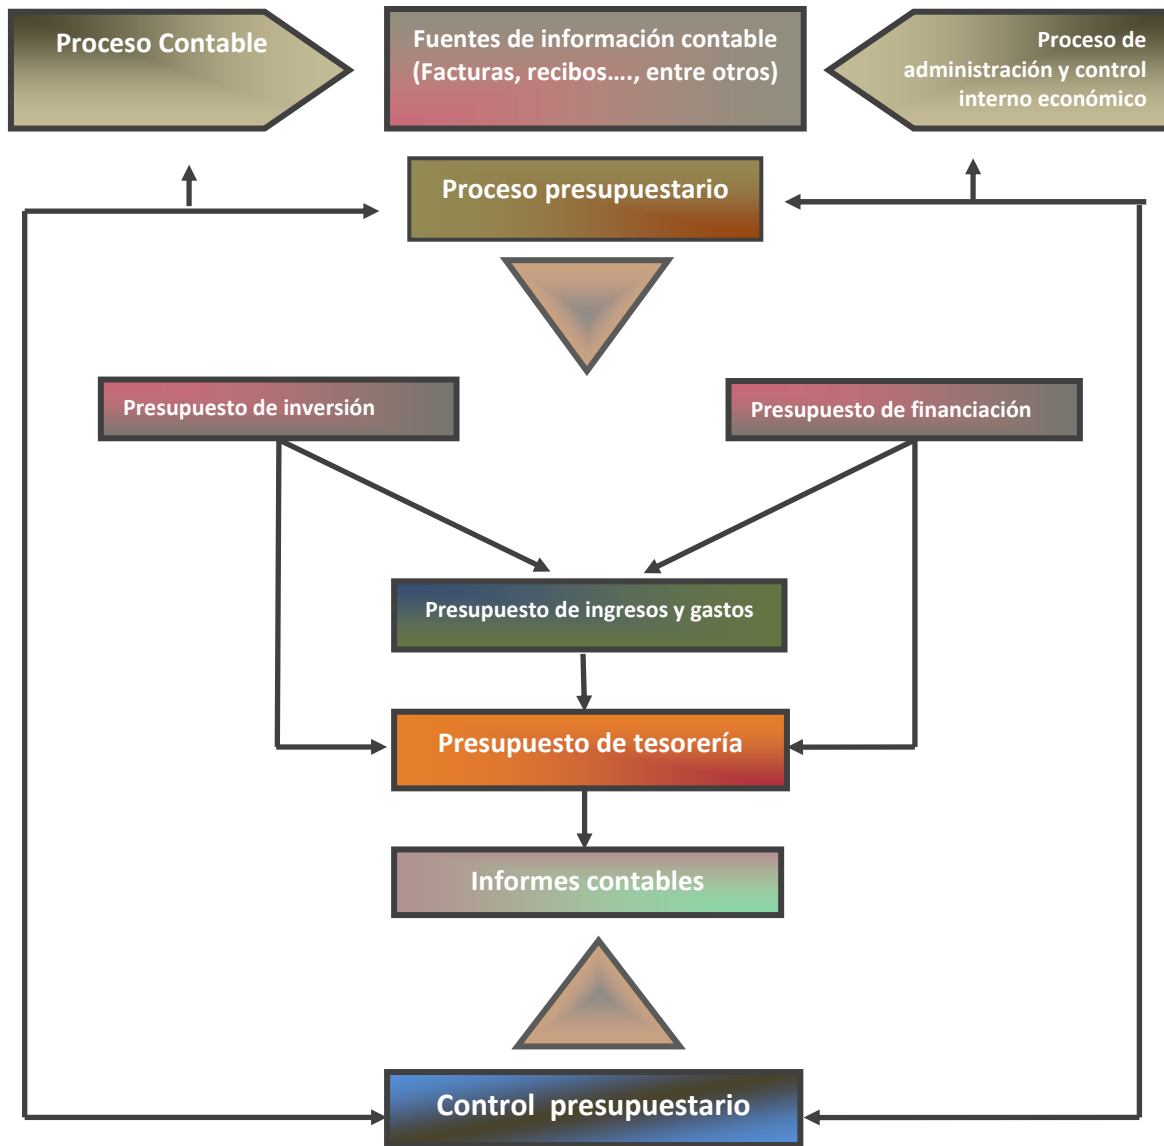 Proceso Contable
Fuentes de información contable
(Facturas, recibos...., entre otros)
Proceso de
administración y control
interno económico
Proceso presupuestario
Presupuesto de inversión
Presupuesto de financiación
Presupuesto de ingresos y gastos
Presupuesto de tesorería
Informes contables
Control  presupuestario